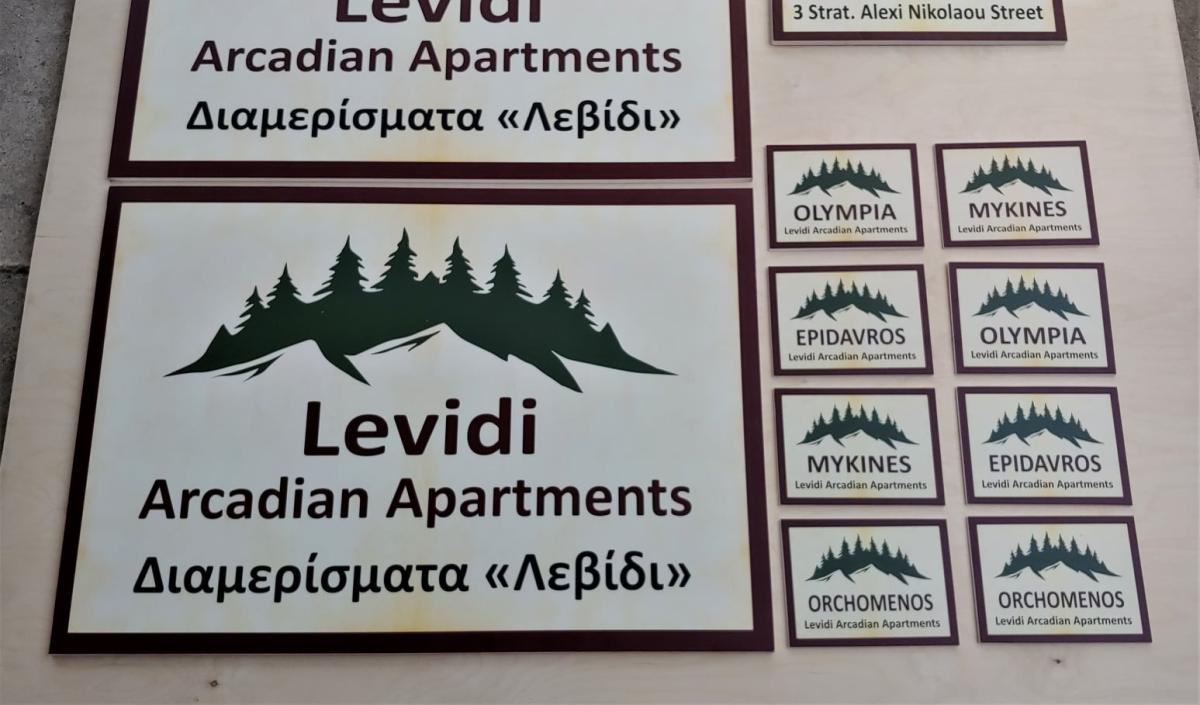 Levidi
Arcadian Apartments
Διαμερίσματα «Λεβίδι»
3 Strat. Alexi Nikolaou Street
Levidi
Arcadian Apartments
Διαμερίσματα «Λεβίδι»
OLYMPIA
Levidi Arcadian Apartments
MYKINES
Levidi Arcadian Apartments
EPIDAVROS
Levidi Arcadian Apartments
OLYMPIA
Levidi Arcadian Apartments
MYKINES
Levidi Arcadian Apartments
EPIDAVROS
Levidi Arcadian Apartments
ORCHOMENOS
Levidi Arcadian Apartments
ORCHOMENOS
Levidi Arcadian Apartments